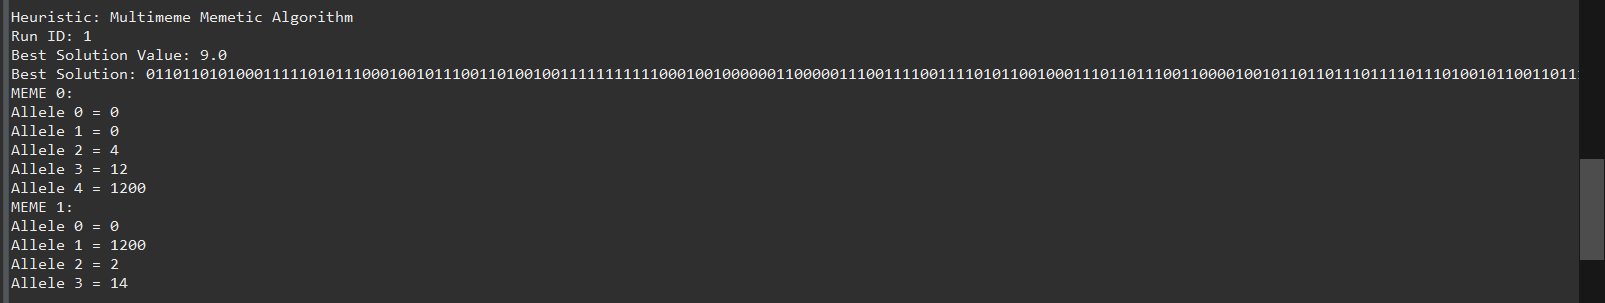 Heuristic: Multimeme Memetic Algorithm
Run ID: 1
Best Solution Value: 9.0
Best Solution:
MEME 0:
Allele 0 = 0
Allele 1 = 0
Allele 2 = 4
Allele 3 = 12
Allele 4 = 1200
MEME 1:
Allele 0 = 0
Allele 1 = 1200
Allele 2 = 2
Allele 3 = 14